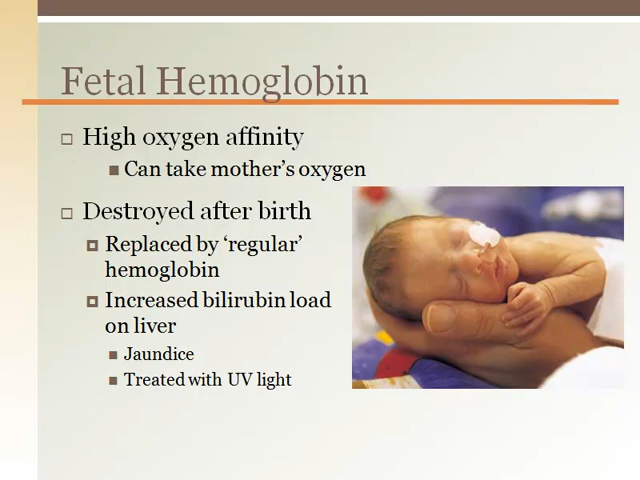 Fetal Hemoglobin
High oxygen affinity
Can take mother's oxygen
Destroyed after birth
Replaced by ‘regular’
hemoglobin
Increased bilirubin load
on liver
Jaundice
Treated with UV light